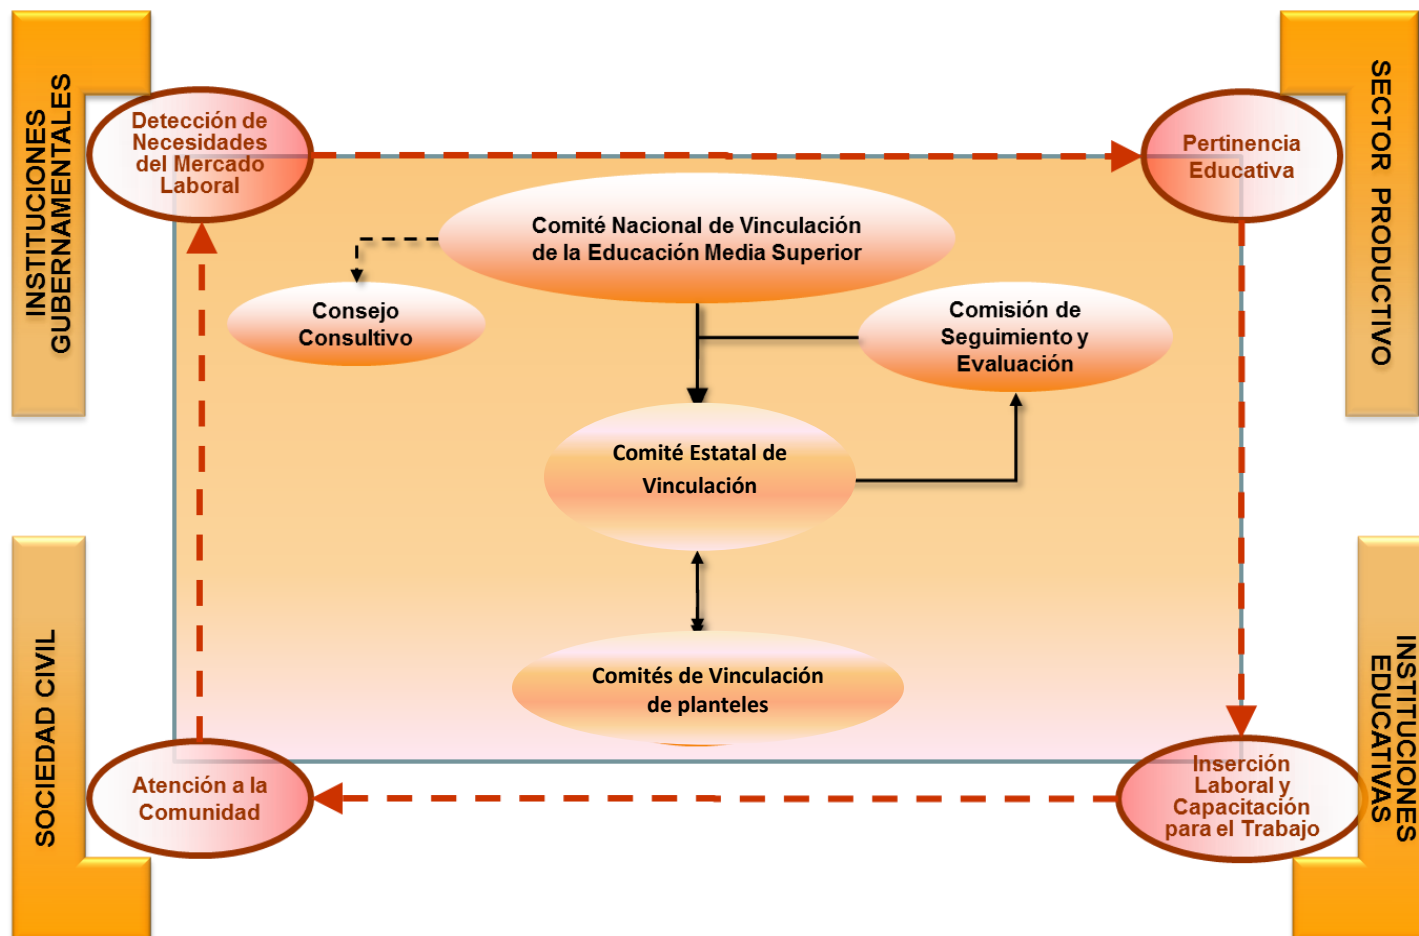 INSTITUCIONES
GUBERNAMENTALES
Detección de
Necesidades
del Mercado
Laboral
Pertinencia
Educativa
SECTOR PRODUCTIVO
Comité Nacional de Vinculación
de la Educación Media Superior
Consejo
Consultivo
Comisión de
Seguimiento y
Evaluación
Comité Estatal de
Vinculación
Comités de Vinculación
de planteles
SOCIEDAD CIVIL
Atención a la
Comunidad
Inserción
Laboral y
Capacitación
para el Trabajo
INSTITUCIONES
EDUCATIVAS